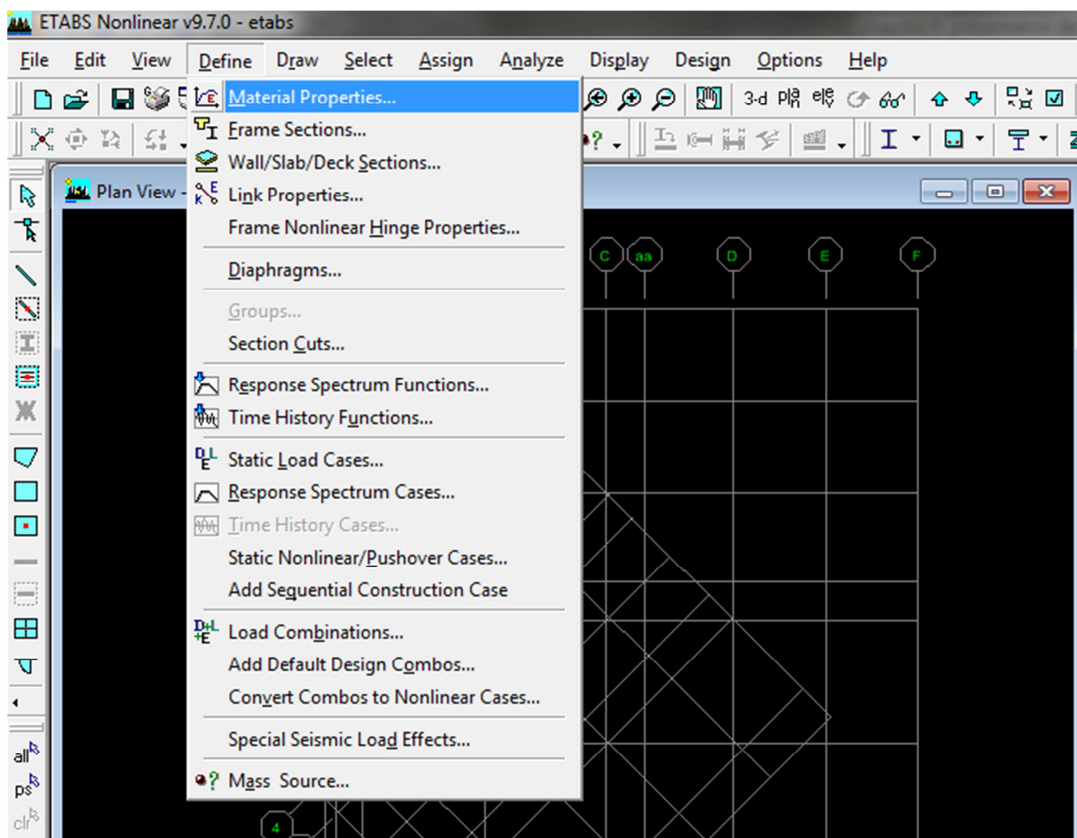 ETABS Nonlinear v9.7.0 - etabs
File Edit View Define Draw Select Assign Analyze Display Design Options Help
Material Properties...
3-d
Frame Sections...
Wall/Slab/Deck Sections...
Plan View -
Link Properties...
Frame Nonlinear Hinge Properties...
C aa D E F
Diaphragms...
Groups...
Section Cuts...
Response Spectrum Functions...
Time History Functions...
Static Load Cases...
Response Spectrum Cases...
Time History Cases...
Static Nonlinear/Pushover Cases...
Add Sequential Construction Case
Load Combinations...
Add Default Design Combos...
Convert Combos to Nonlinear Cases...
Special Seismic Load Effects...
all
Mass Source...
ps
clr
4